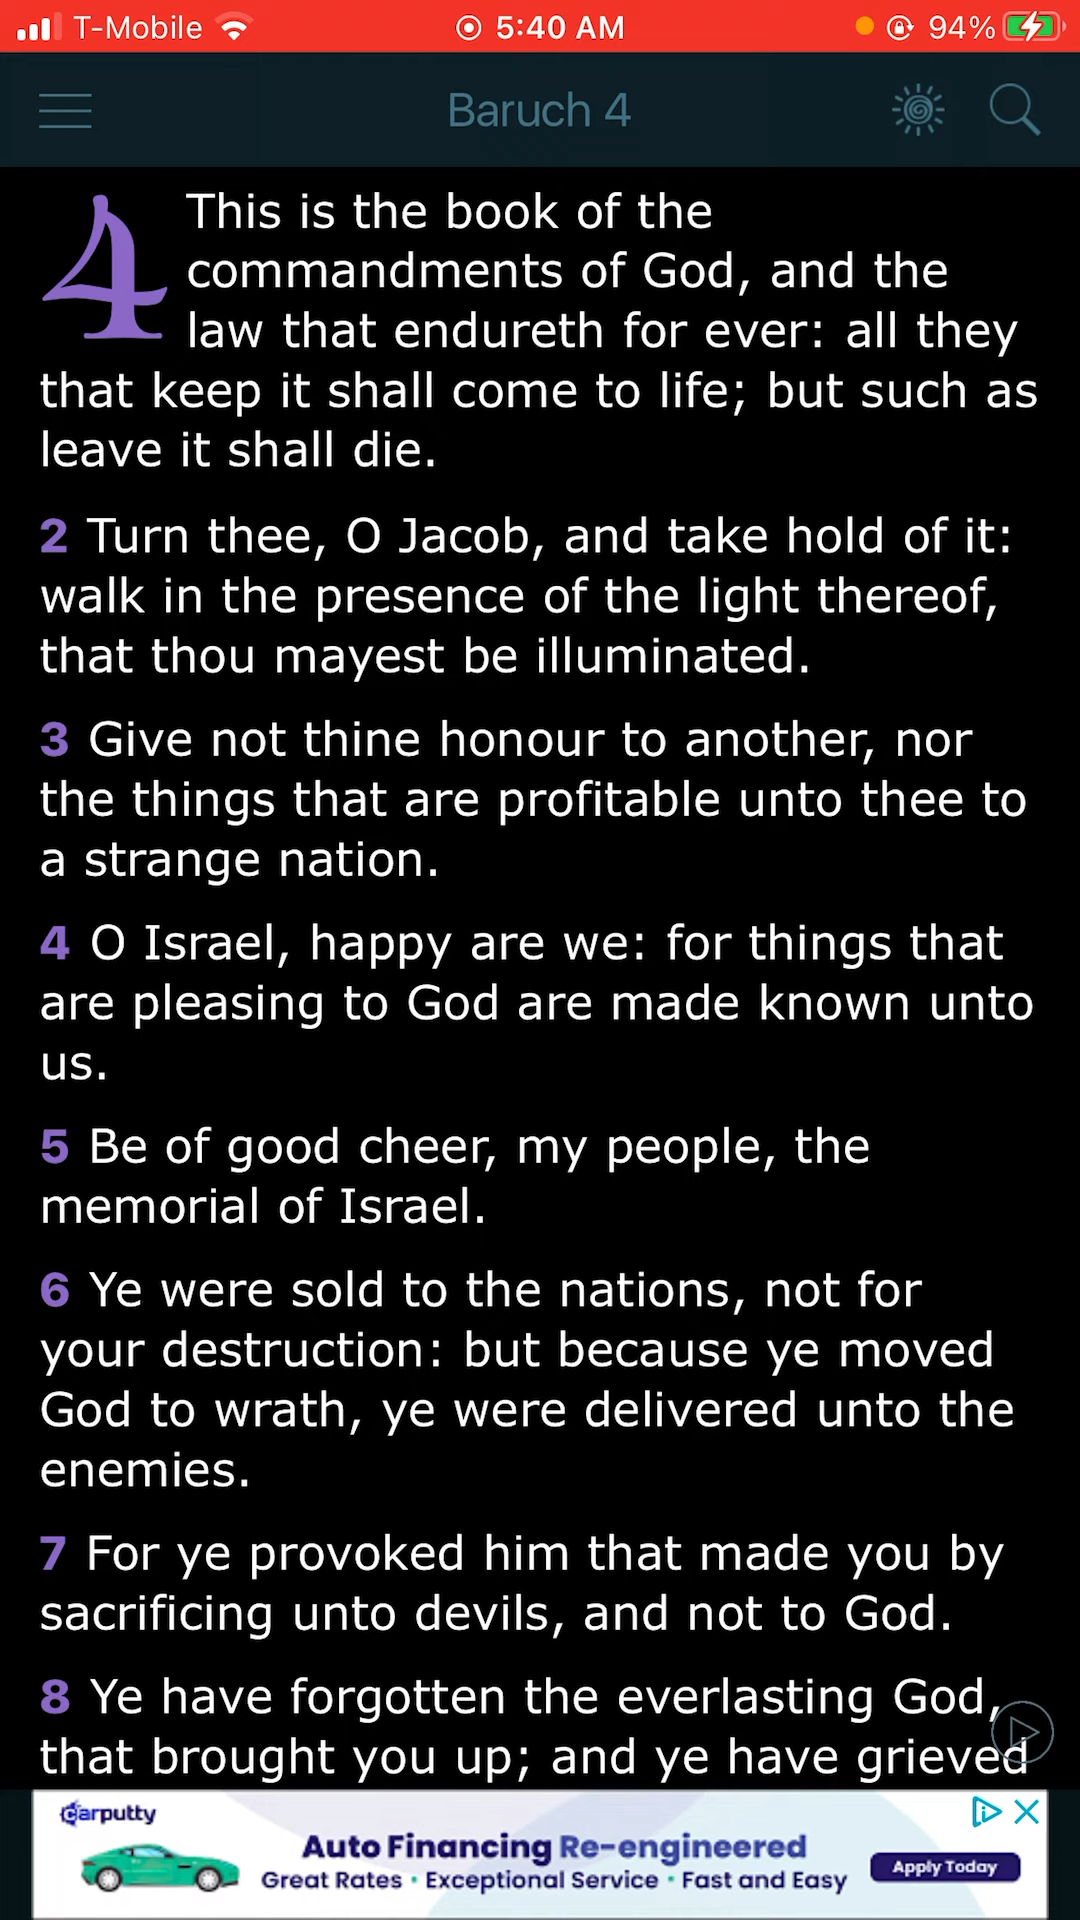 T-Mobile 5:40 AM 94%
Baruch 4
4 This is the book of the
commandments of God, and the
law that endureth for ever: all they
that keep it shall come to life; but such as
leave it shall die.
2 Turn thee, O Jacob, and take hold of it:
walk in the presence of the light thereof,
that thou mayest be illuminated.
3 Give not thine honour to another, nor
the things that are profitable unto thee to
a strange nation.
4 O Israel, happy are we: for things that
are pleasing to God are made known unto
us.
5 Be of good cheer, my people, the
memorial of Israel.
6 Ye were sold to the nations, not for
your destruction: but because ye moved
God to wrath, ye were delivered unto the
enemies.
7 For ye provoked him that made you by
sacrificing unto devils, and not to God.
8 Ye have forgotten the everlasting God,
that brought you up; and ye have grieved
carputty
Auto Financing Re-engineered
Great Rates • Exceptional Service • Fast and Easy
Apply Today